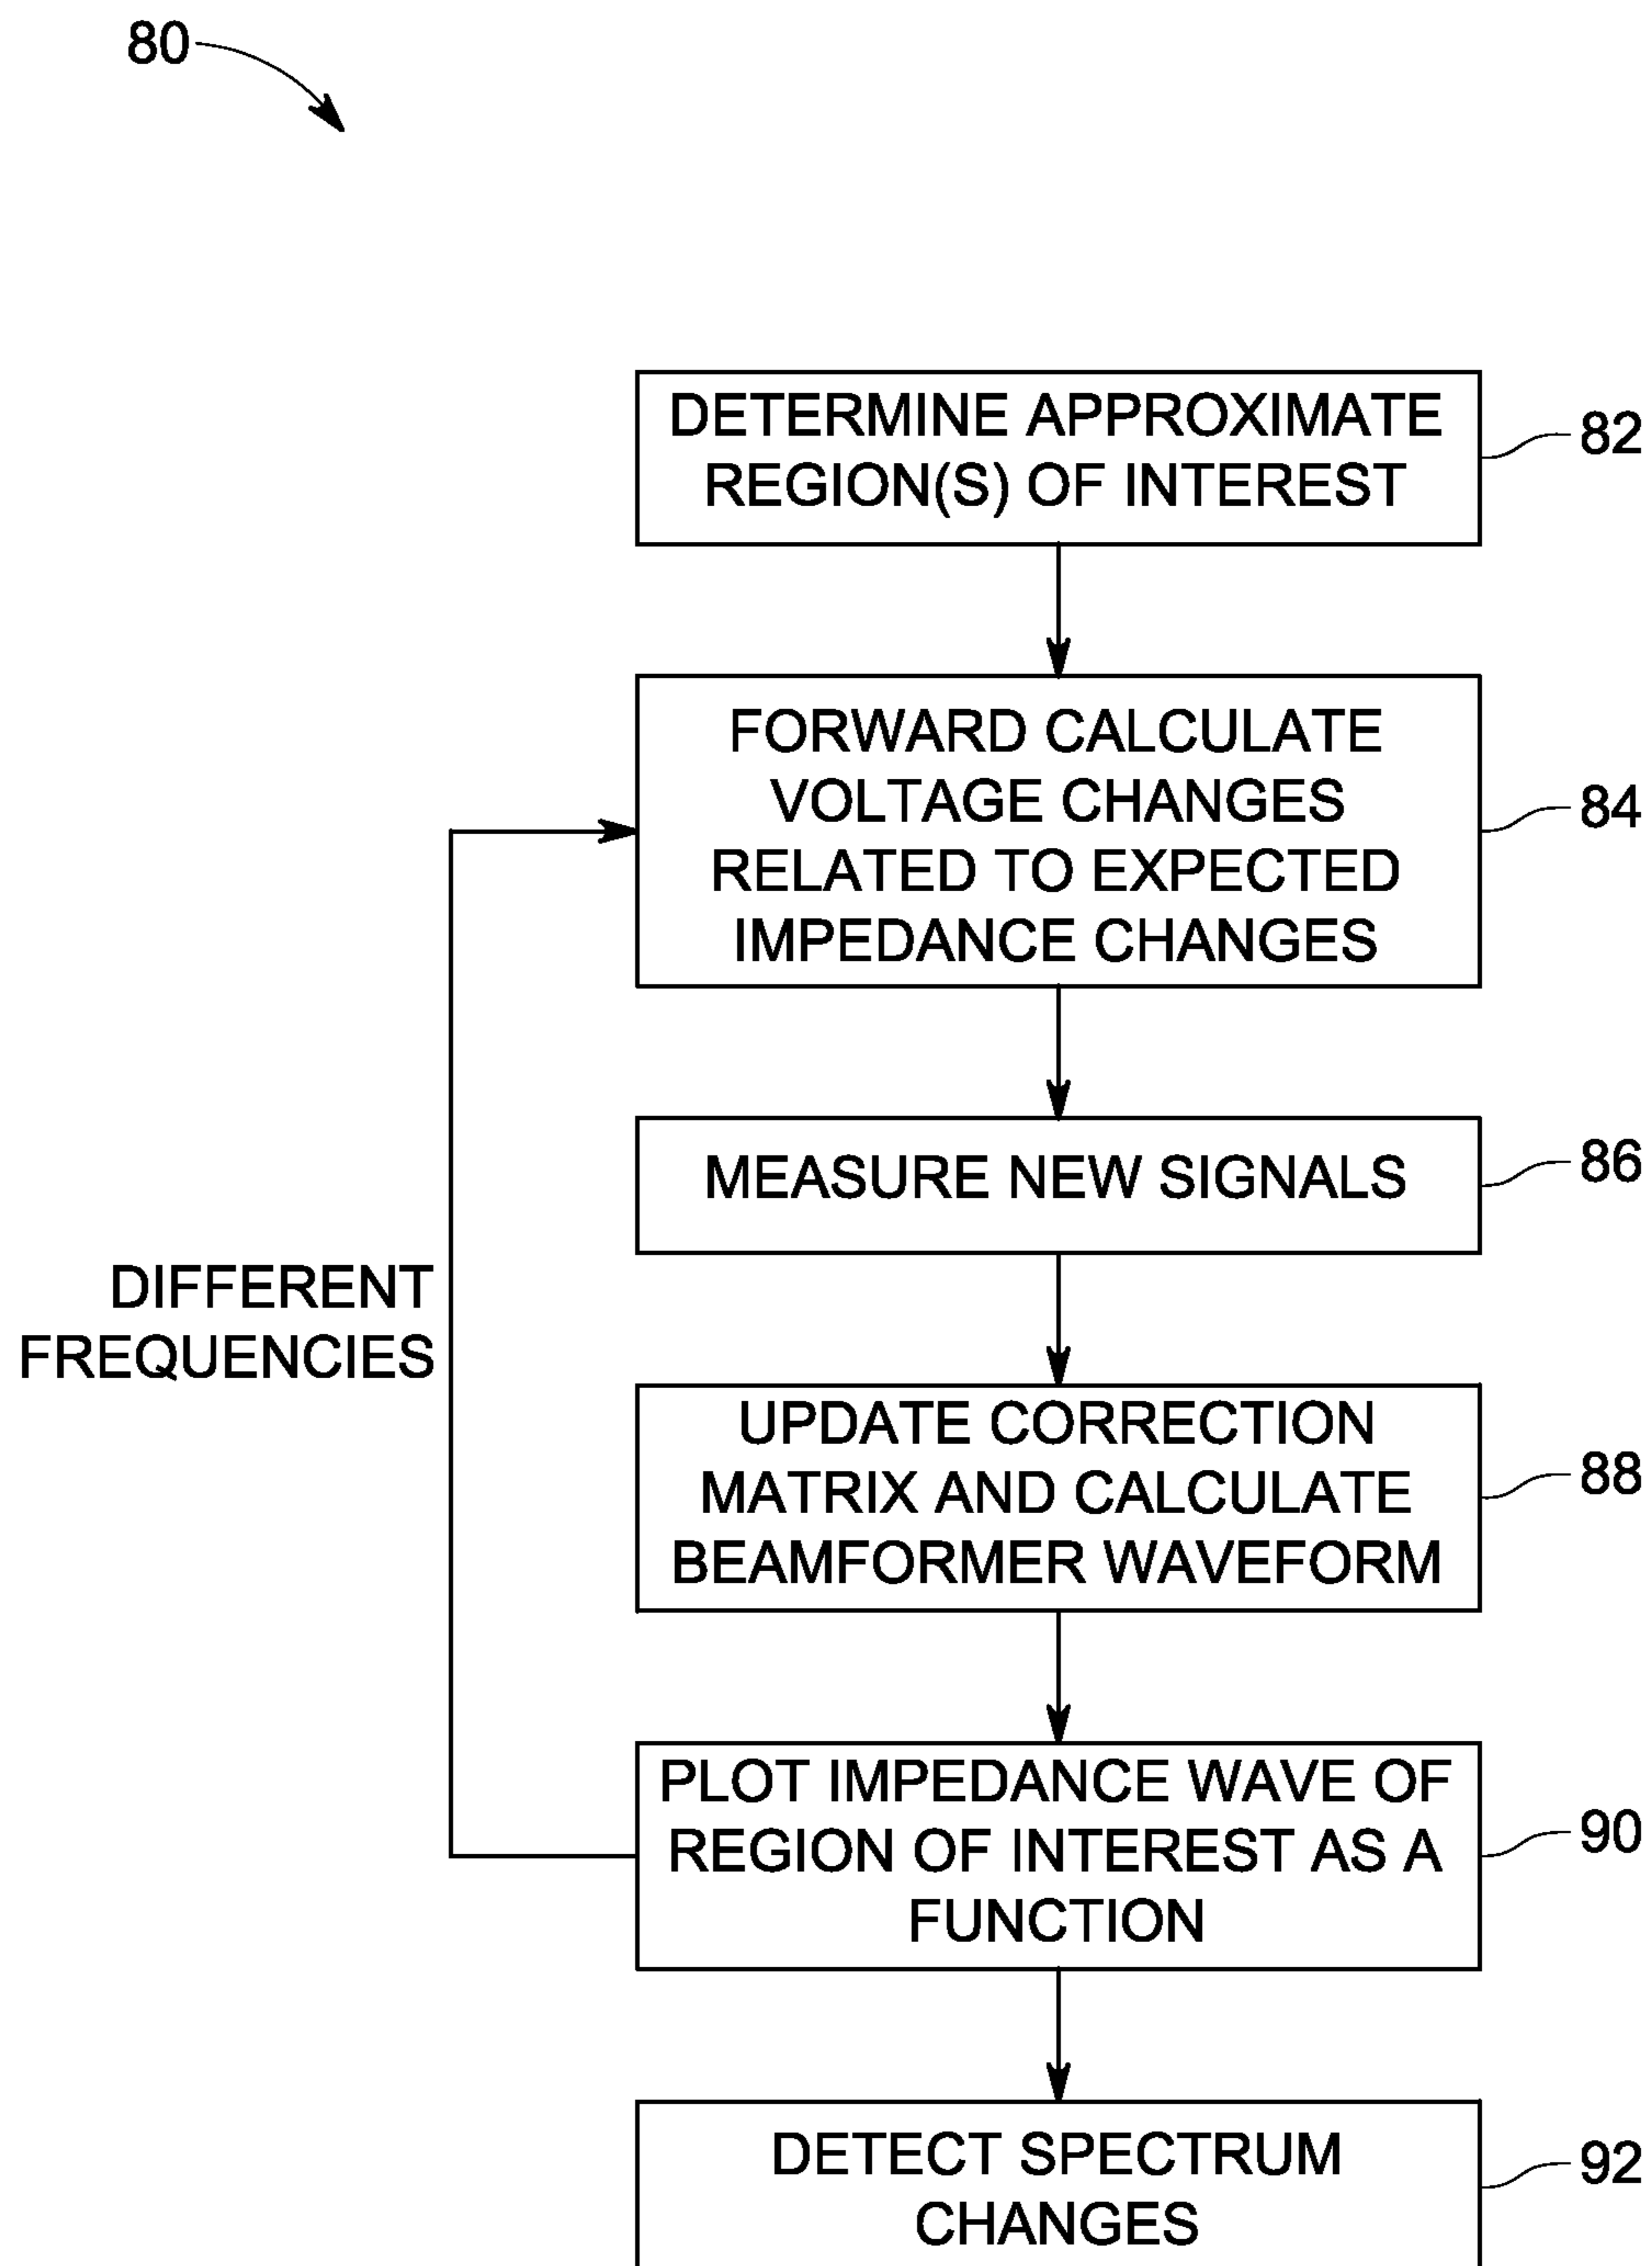 80
DETERMINE APPROXIMATE
REGION(S) OF INTEREST
82
FORWARD CALCULATE
VOLTAGE CHANGES
RELATED TO EXPECTED
IMPEDANCE CHANGES
84
MEASURE NEW SIGNALS
86
DIFFERENT
FREQUENCIES
UPDATE CORRECTION
MATRIX AND CALCULATE
BEAMFORMER WAVEFORM
88
PLOT IMPEDANCE WAVE OF
REGION OF INTEREST AS A
FUNCTION
90
DETECT SPECTRUM
CHANGES
92